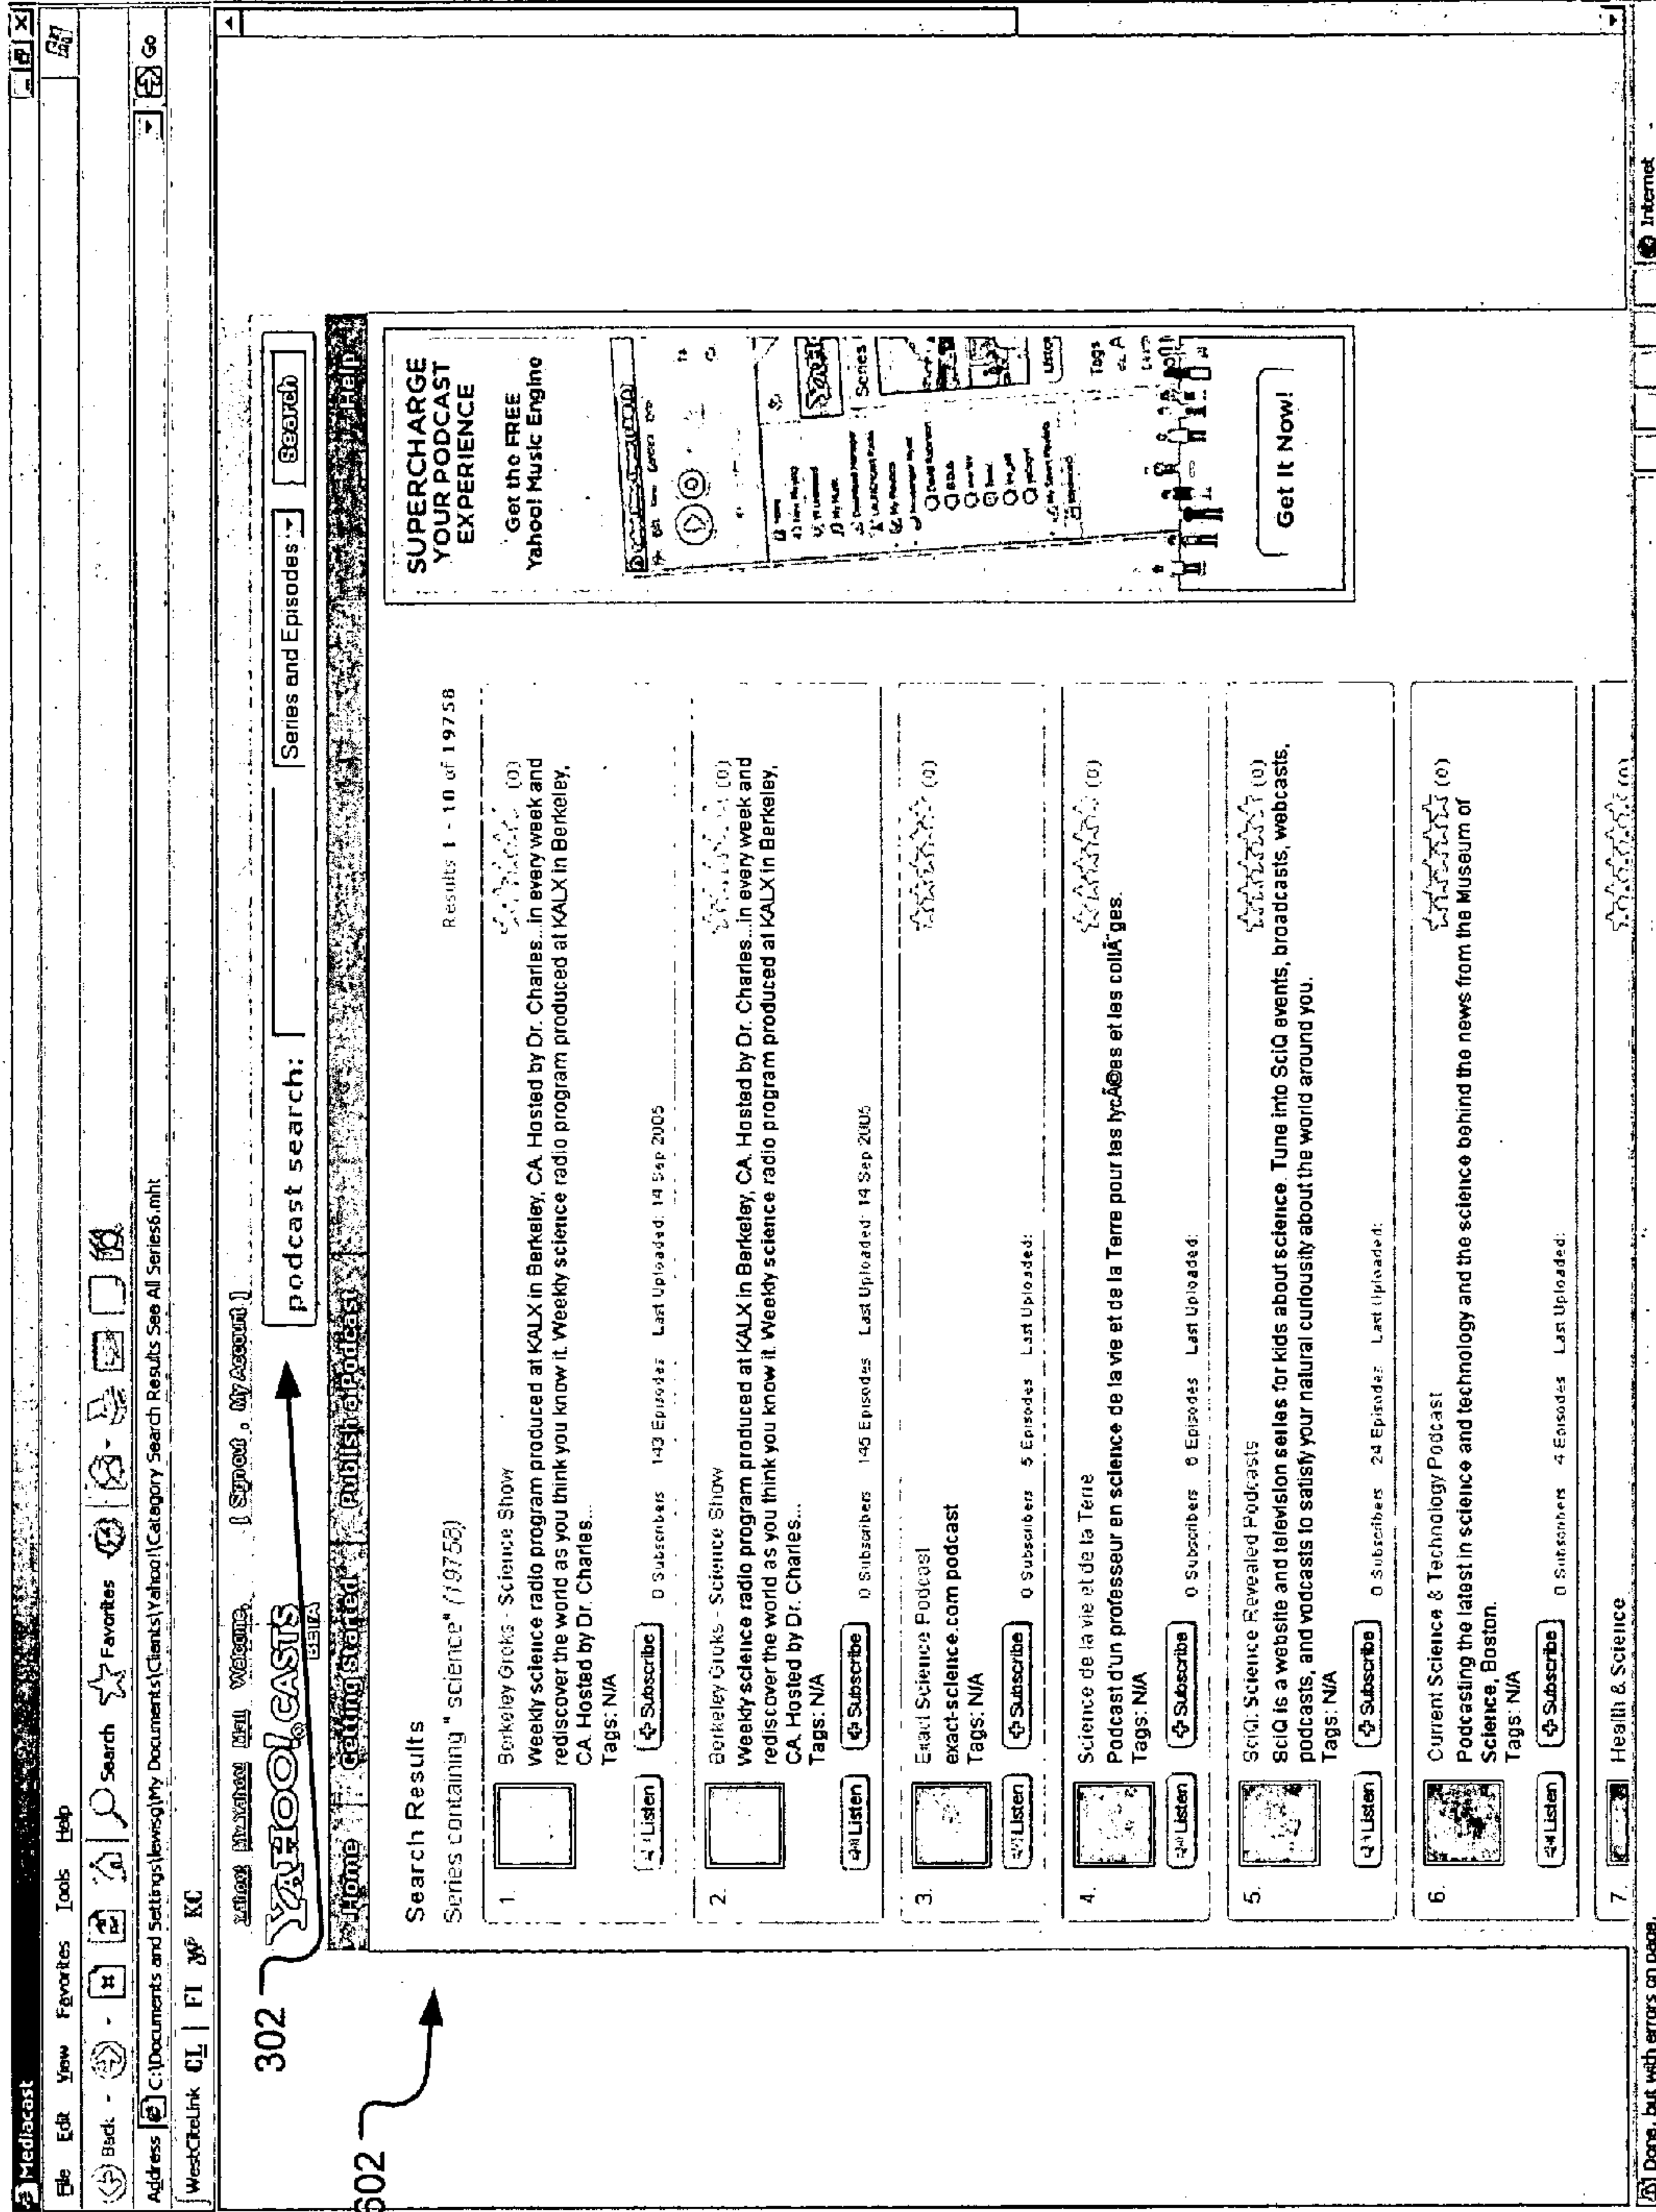 Mediacast
File Edit View Favorites Tools Help
Back Search Favorites
Address C:\Documents and Settings\lewisg\My Documents\Clients\Yahoo!\Category Search Results See All Series6.mht Go
WestCiteLink CL FI KC
302
Yahoo! My Yahoo! Mail Welcome, [ Signout, My Account ]
YAHOO!.CASTS
BETA
podcast search: Series and Episodes Search
Home Getting Started Publish a Podcast Help
602
Search Results
Series containing " science" (19758)
Results 1 - 10 of 19758
1. Berkeley Groks - Science Show (0)
Weekly science radio program produced at KALX in Berkeley, CA. Hosted by Dr. Charles...in every week and
rediscover the world as you think you know it. Weekly science radio program produced at KALX in Berkeley,
CA. Hosted by Dr. Charles...
Tags: N/A
Listen Subscribe 0 Subscribers 143 Episodes Last Uploaded: 14 Sep 2005
2. Berkeley Groks - Science Show (0)
Weekly science radio program produced at KALX in Berkeley, CA. Hosted by Dr. Charles...in every week and
rediscover the world as you think you know it. Weekly science radio program produced at KALX in Berkeley,
CA. Hosted by Dr. Charles...
Tags: N/A
Listen Subscribe 0 Subscribers 145 Episodes Last Uploaded: 14 Sep 2005
3. Exact Science Podcast (0)
exact-science.com podcast
Tags: N/A
Listen Subscribe 0 Subscribers 5 Episodes Last Uploaded:
4. Science de la vie et de la Terre (0)
Podcast d'un professeur en science de la vie et de la Terre pour les lycÃ©es et les collÃ¨ges.
Tags: N/A
Listen Subscribe 0 Subscribers 6 Episodes Last Uploaded:
5. SciQ: Science Revealed Podcasts (0)
SciQ is a website and television series for kids about science. Tune into SciQ events, broadcasts, webcasts,
podcasts, and vodcasts to satisfy your natural curiousity about the world around you.
Tags: N/A
Listen Subscribe 0 Subscribers 24 Episodes Last Uploaded:
6. Current Science & Technology Podcast (0)
Podcasting the latest in science and technology and the science behind the news from the Museum of
Science, Boston.
Tags: N/A
Listen Subscribe 0 Subscribers 4 Episodes Last Uploaded:
7. Health & Science (0)
SUPERCHARGE
YOUR PODCAST
EXPERIENCE
Get the FREE
Yahoo! Music Engine
Series
Listen
Tags
Get It Now!
Done, but with errors on page. Internet